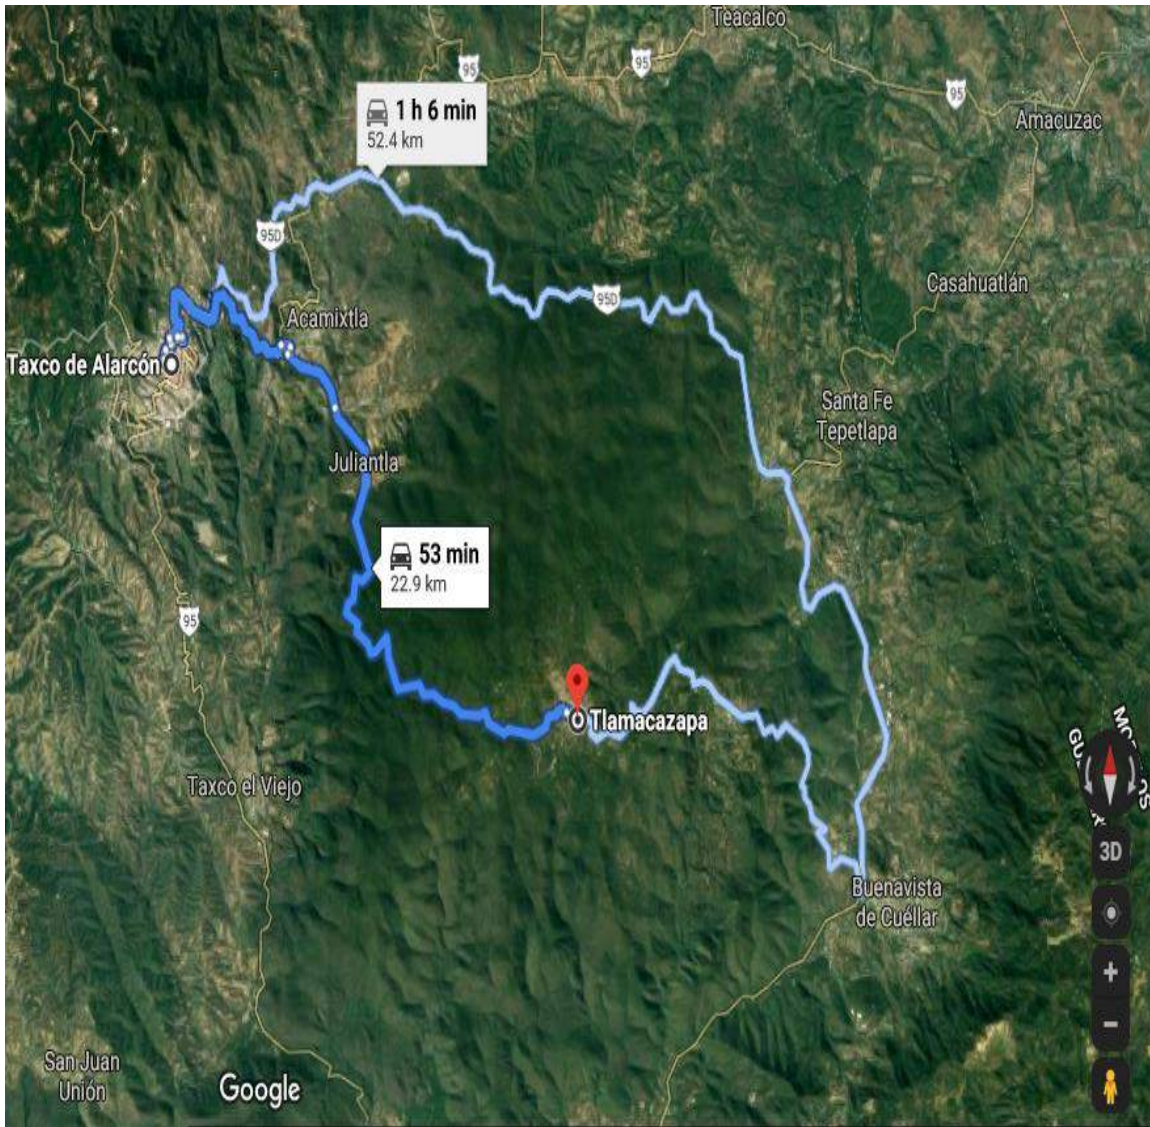 Teacalco
95
95
95
Amacuzac
1 h 6 min
52.4 km
95D
95D
Casahuatlán
Acamixtla
Taxco de Alarcón
Santa Fe
Tepetlapa
Juliantla
53 min
22.9 km
95
Tlamacazapa
Taxco el Viejo
3D
Buenavista
de Cuéllar
San Juan
Unión
Google
+
−